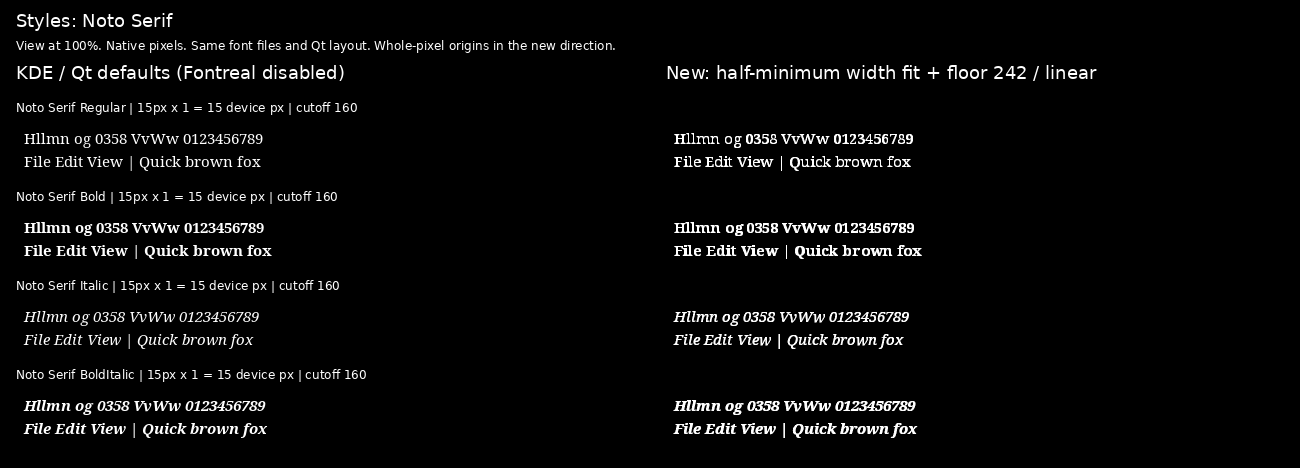 Styles: Noto Serif
View at 100%. Native pixels. Same font files and Qt layout. Whole-pixel origins in the new direction.
KDE / Qt defaults (Fontreal disabled)
New: half-minimum width fit + floor 242 / linear
Noto Serif Regular | 15px x 1 = 15 device px | cutoff 160
Hllmn og 0358 VvWw 0123456789
Hllmn og 0358 VvWw 0123456789
File Edit View | Quick brown fox
File Edit View | Quick brown fox
Noto Serif Bold | 15px x 1 = 15 device px | cutoff 160
Hllmn og 0358 VvWw 0123456789
Hllmn og 0358 VvWw 0123456789
File Edit View | Quick brown fox
File Edit View | Quick brown fox
Noto Serif Italic | 15px x 1 = 15 device px | cutoff 160
Hllmn og 0358 VvWw 0123456789
Hllmn og 0358 VvWw 0123456789
File Edit View | Quick brown fox
File Edit View | Quick brown fox
Noto Serif BoldItalic | 15px x 1 = 15 device px | cutoff 160
Hllmn og 0358 VvWw 0123456789
Hllmn og 0358 VvWw 0123456789
File Edit View | Quick brown fox
File Edit View | Quick brown fox